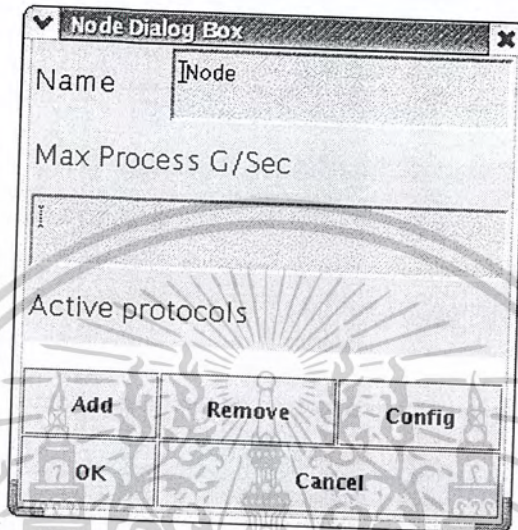 Node Dialog Box
Name
Node
Max Process G/Sec
Active protocols
Add Remove Config
OK Cancel